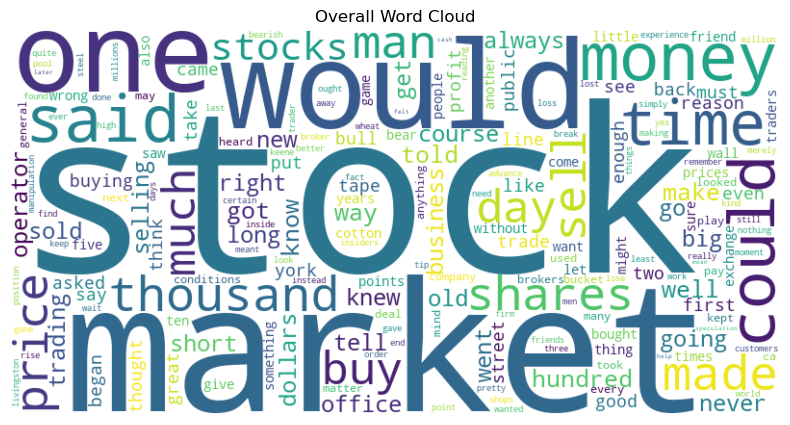 Overall Word Cloud
one would stocks man always money
said time stock market
quite pool later steel bearish millions also came
get profit public another game people
little experience friend million cash reading
found wrong done may take last
ought away felt lost see back must
general ever high heard new bull bear course line
loss wheat break enough reason simply yes making traders
operator manipulation saw trader broker better keene
told come wall prices remember merely
buying tape fact years like day sell
looked things even could
find days right certain inside way anything
advance need without trade want go sure play kind
sold keep five selling think much got long know
cotton insiders business used let might big
still nothing exchange really moment
price position asked say wait conditions york
look meant instead points tip company
brokers bucket two least pay mean work well first
thousand knew old shares
trading gone rise began ten short
tell deal gave mind firm many men lose
bought took kept speculation customers ca
thought great something dollars buy order end
went street friends thing three times going made
livingston give matter office pretty point
shops wanted hundred every good help world never